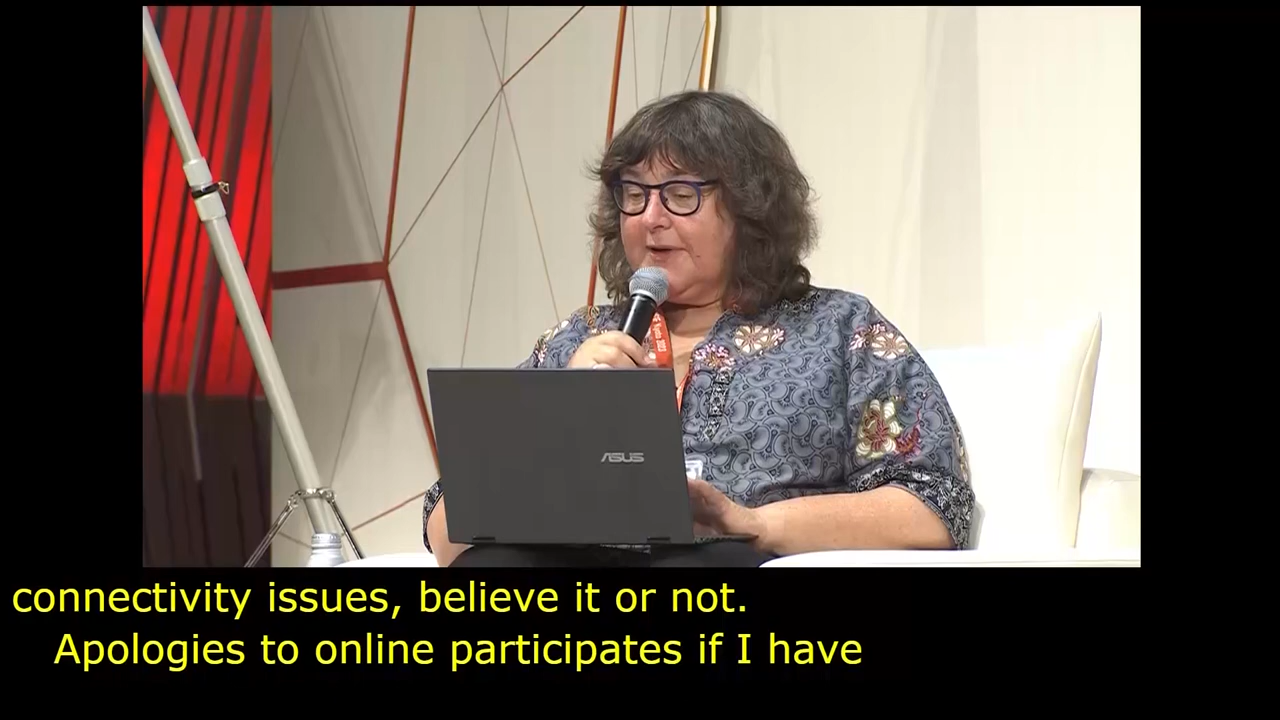 ASUS
connectivity issues, believe it or not.
Apologies to online participates if I have